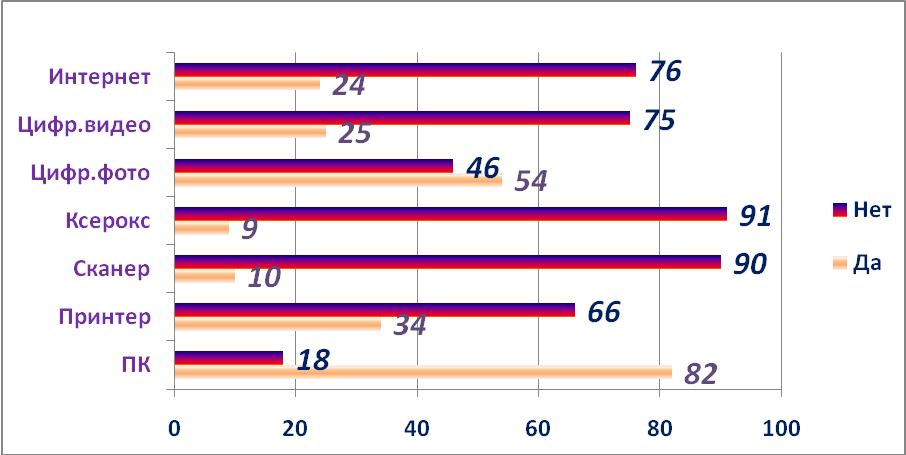 Интернет
76
24
Цифр.видео
75
25
Цифр.фото
46
54
Ксерокс
91
9
Сканер
90
10
Принтер
66
34
ПК
18
82
0 20 40 60 80 100
Нет
Да